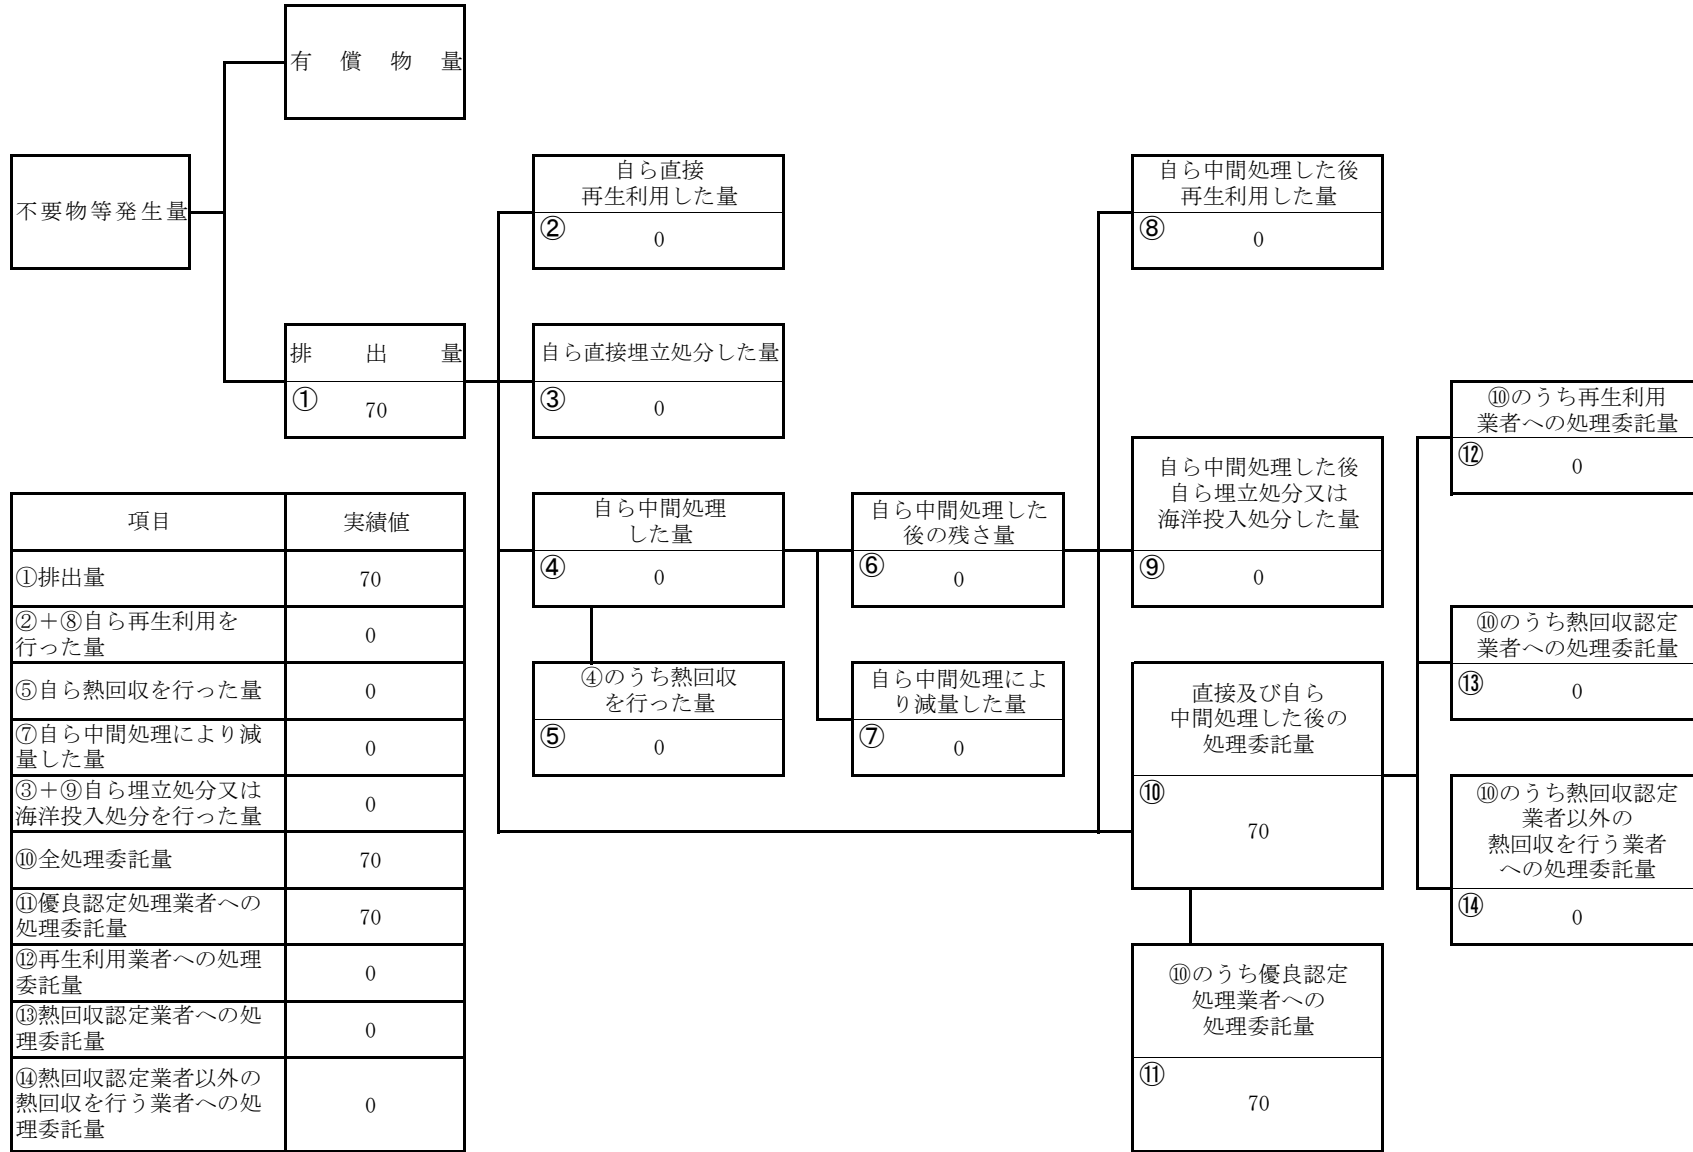 有償物量
不要物等発生量
自ら直接
再生利用した量
②
0
自ら中間処理した後
再生利用した量
⑧
0
排出量
①
70
自ら直接埋立処分した量
③
0
⑩のうち再生利用
業者への処理委託量
⑫
0
自ら中間処理
した量
④
0
自ら中間処理した
後の残さ量
⑥
0
自ら中間処理した後
自ら埋立処分又は
海洋投入処分した量
⑨
0
④のうち熱回収
を行った量
⑤
0
自ら中間処理によ
り減量した量
⑦
0
直接及び自ら
中間処理した後の
処理委託量
⑩
70
⑩のうち熱回収認定
業者への処理委託量
⑬
0
⑩のうち熱回収認定
業者以外の
熱回収を行う業者
への処理委託量
⑭
0
⑩のうち優良認定
処理業者への
処理委託量
⑪
70
項目 実績値
①排出量 70
②＋⑧自ら再生利用を
行った量
0
⑤自ら熱回収を行った量 0
⑦自ら中間処理により減
量した量
0
③＋⑨自ら埋立処分又は
海洋投入処分を行った量
0
⑩全処理委託量 70
⑪優良認定処理業者への
処理委託量
70
⑫再生利用業者への処理
委託量
0
⑬熱回収認定業者への処
理委託量
0
⑭熱回収認定業者以外の
熱回収を行う業者への処
理委託量
0